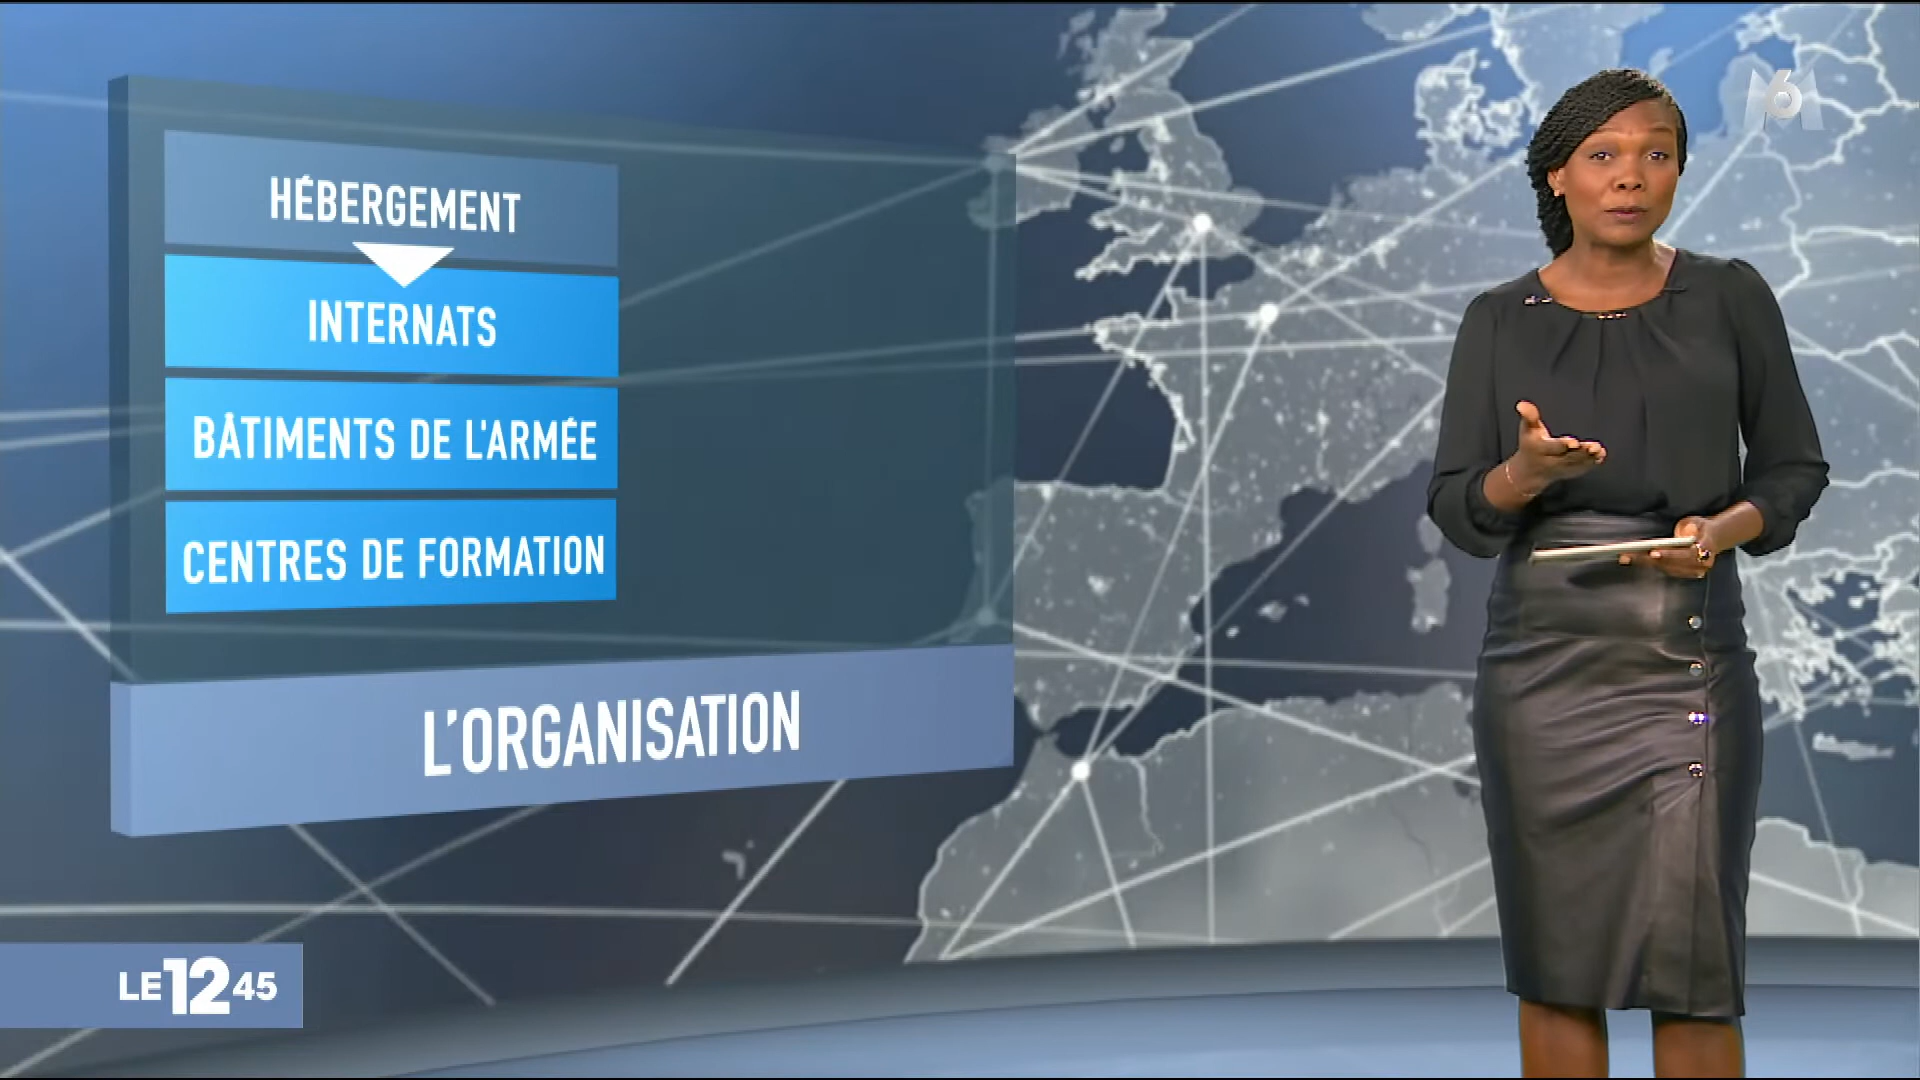 HÉBERGEMENT
INTERNATS
BÂTIMENTS DE L'ARMÉE
CENTRES DE FORMATION
L'ORGANISATION
LE 12 45
M6